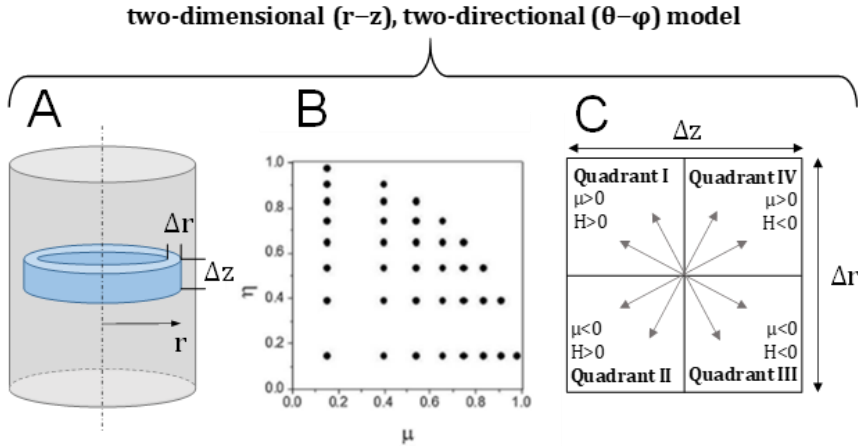 two-dimensional (r−z), two-directional (θ−φ) model
A
Δr
Δz
r
B
1.0
0.8
0.6
0.4
0.2
0.0
η
0.0 0.2 0.4 0.6 0.8 1.0
μ
C
Δz
Quadrant I
μ>0
H>0
Quadrant IV
μ>0
H<0
μ<0
H>0
Quadrant II
μ<0
H<0
Quadrant III
Δr